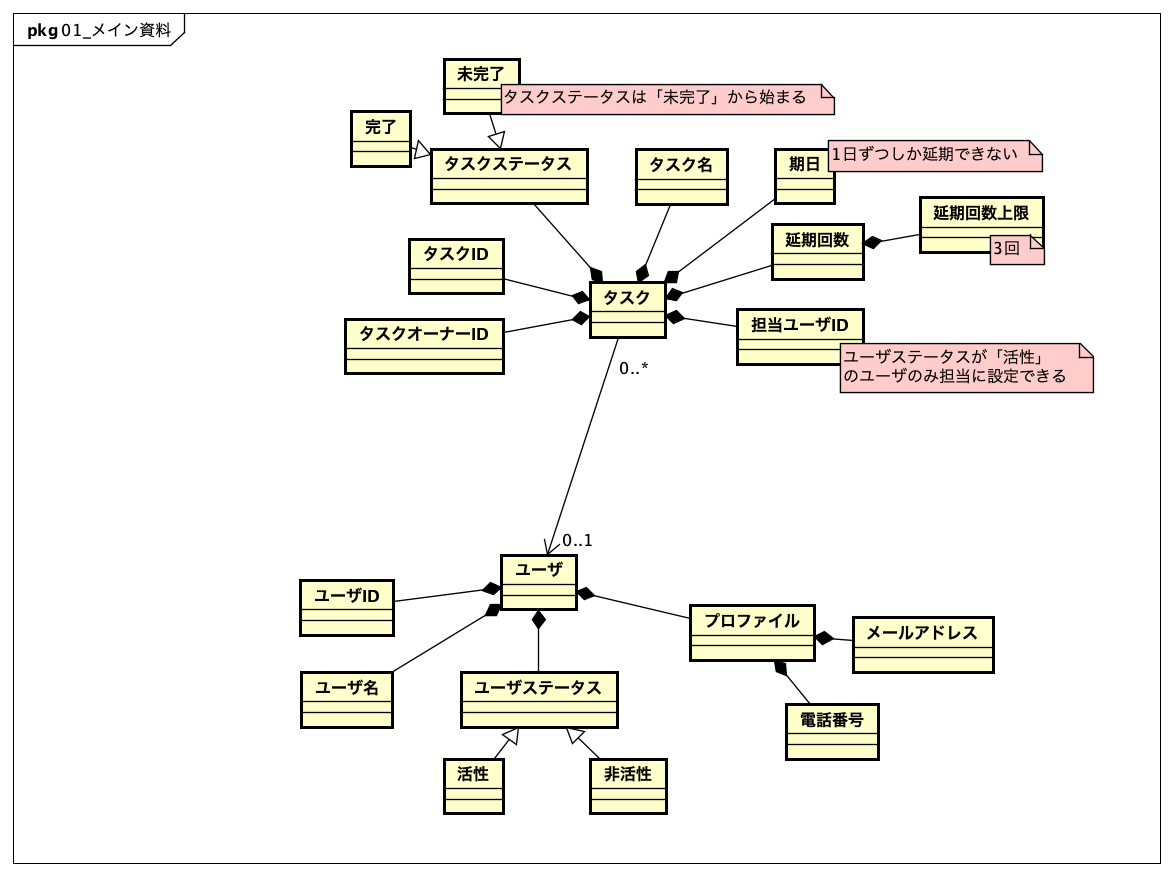 pkg 01_メイン資料
未完了
タスクステータスは「未完了」から始まる
完了
タスクステータス
タスク名
期日
1日ずつしか延期できない
延期回数
延期回数上限
3回
タスクID
タスク
タスクオーナーID
担当ユーザID
ユーザステータスが「活性」
のユーザのみ担当に設定できる
0..*
0..1
ユーザ
ユーザID
プロファイル
メールアドレス
ユーザ名
ユーザステータス
電話番号
活性
非活性